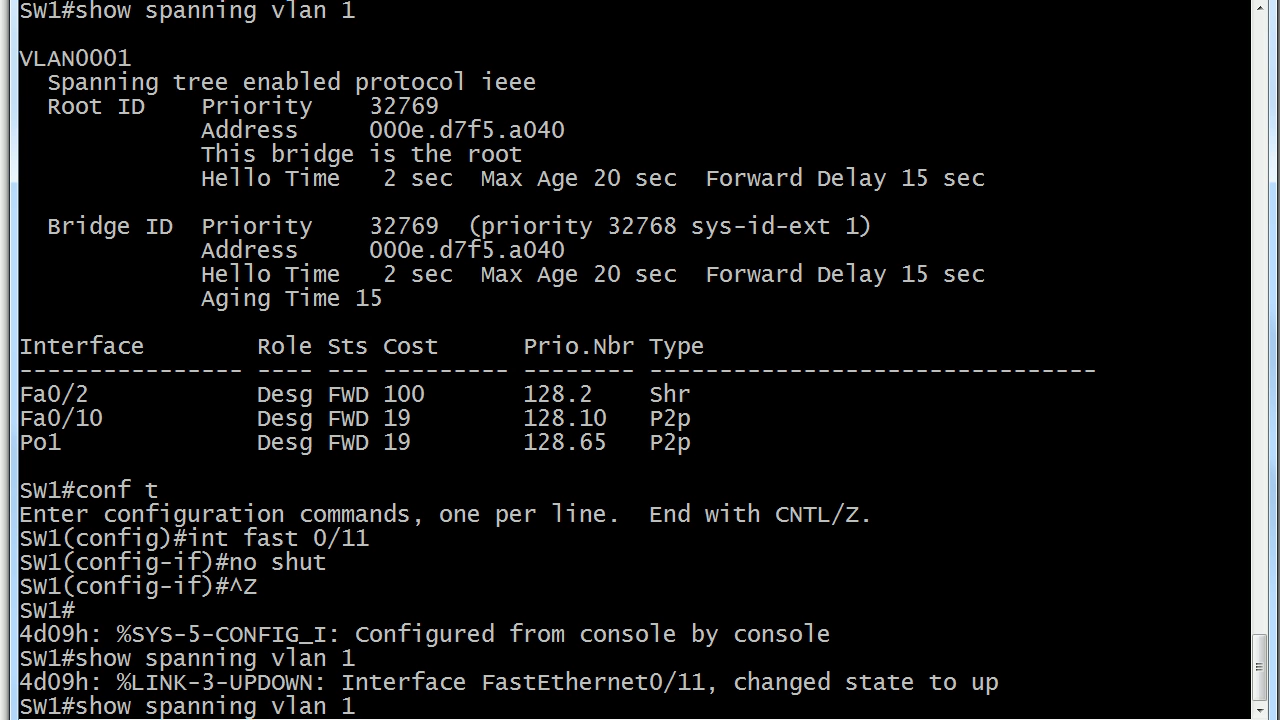 SW1#show spanning vlan 1
VLAN0001
Spanning tree enabled protocol ieee
Root ID Priority 32769
Address 000e.d7f5.a040
This bridge is the root
Hello Time 2 sec Max Age 20 sec Forward Delay 15 sec
Bridge ID Priority 32769 (priority 32768 sys-id-ext 1)
Address 000e.d7f5.a040
Hello Time 2 sec Max Age 20 sec Forward Delay 15 sec
Aging Time 15
Interface Role Sts Cost Prio.Nbr Type
---------------- ---- --- --------- -------- --------------------------------
Fa0/2 Desg FWD 100 128.2 Shr
Fa0/10 Desg FWD 19 128.10 P2p
Po1 Desg FWD 19 128.65 P2p
SW1#conf t
Enter configuration commands, one per line. End with CNTL/Z.
SW1(config)#int fast 0/11
SW1(config-if)#no shut
SW1(config-if)#^Z
SW1#
4d09h: %SYS-5-CONFIG_I: Configured from console by console
SW1#show spanning vlan 1
4d09h: %LINK-3-UPDOWN: Interface FastEthernet0/11, changed state to up
SW1#show spanning vlan 1